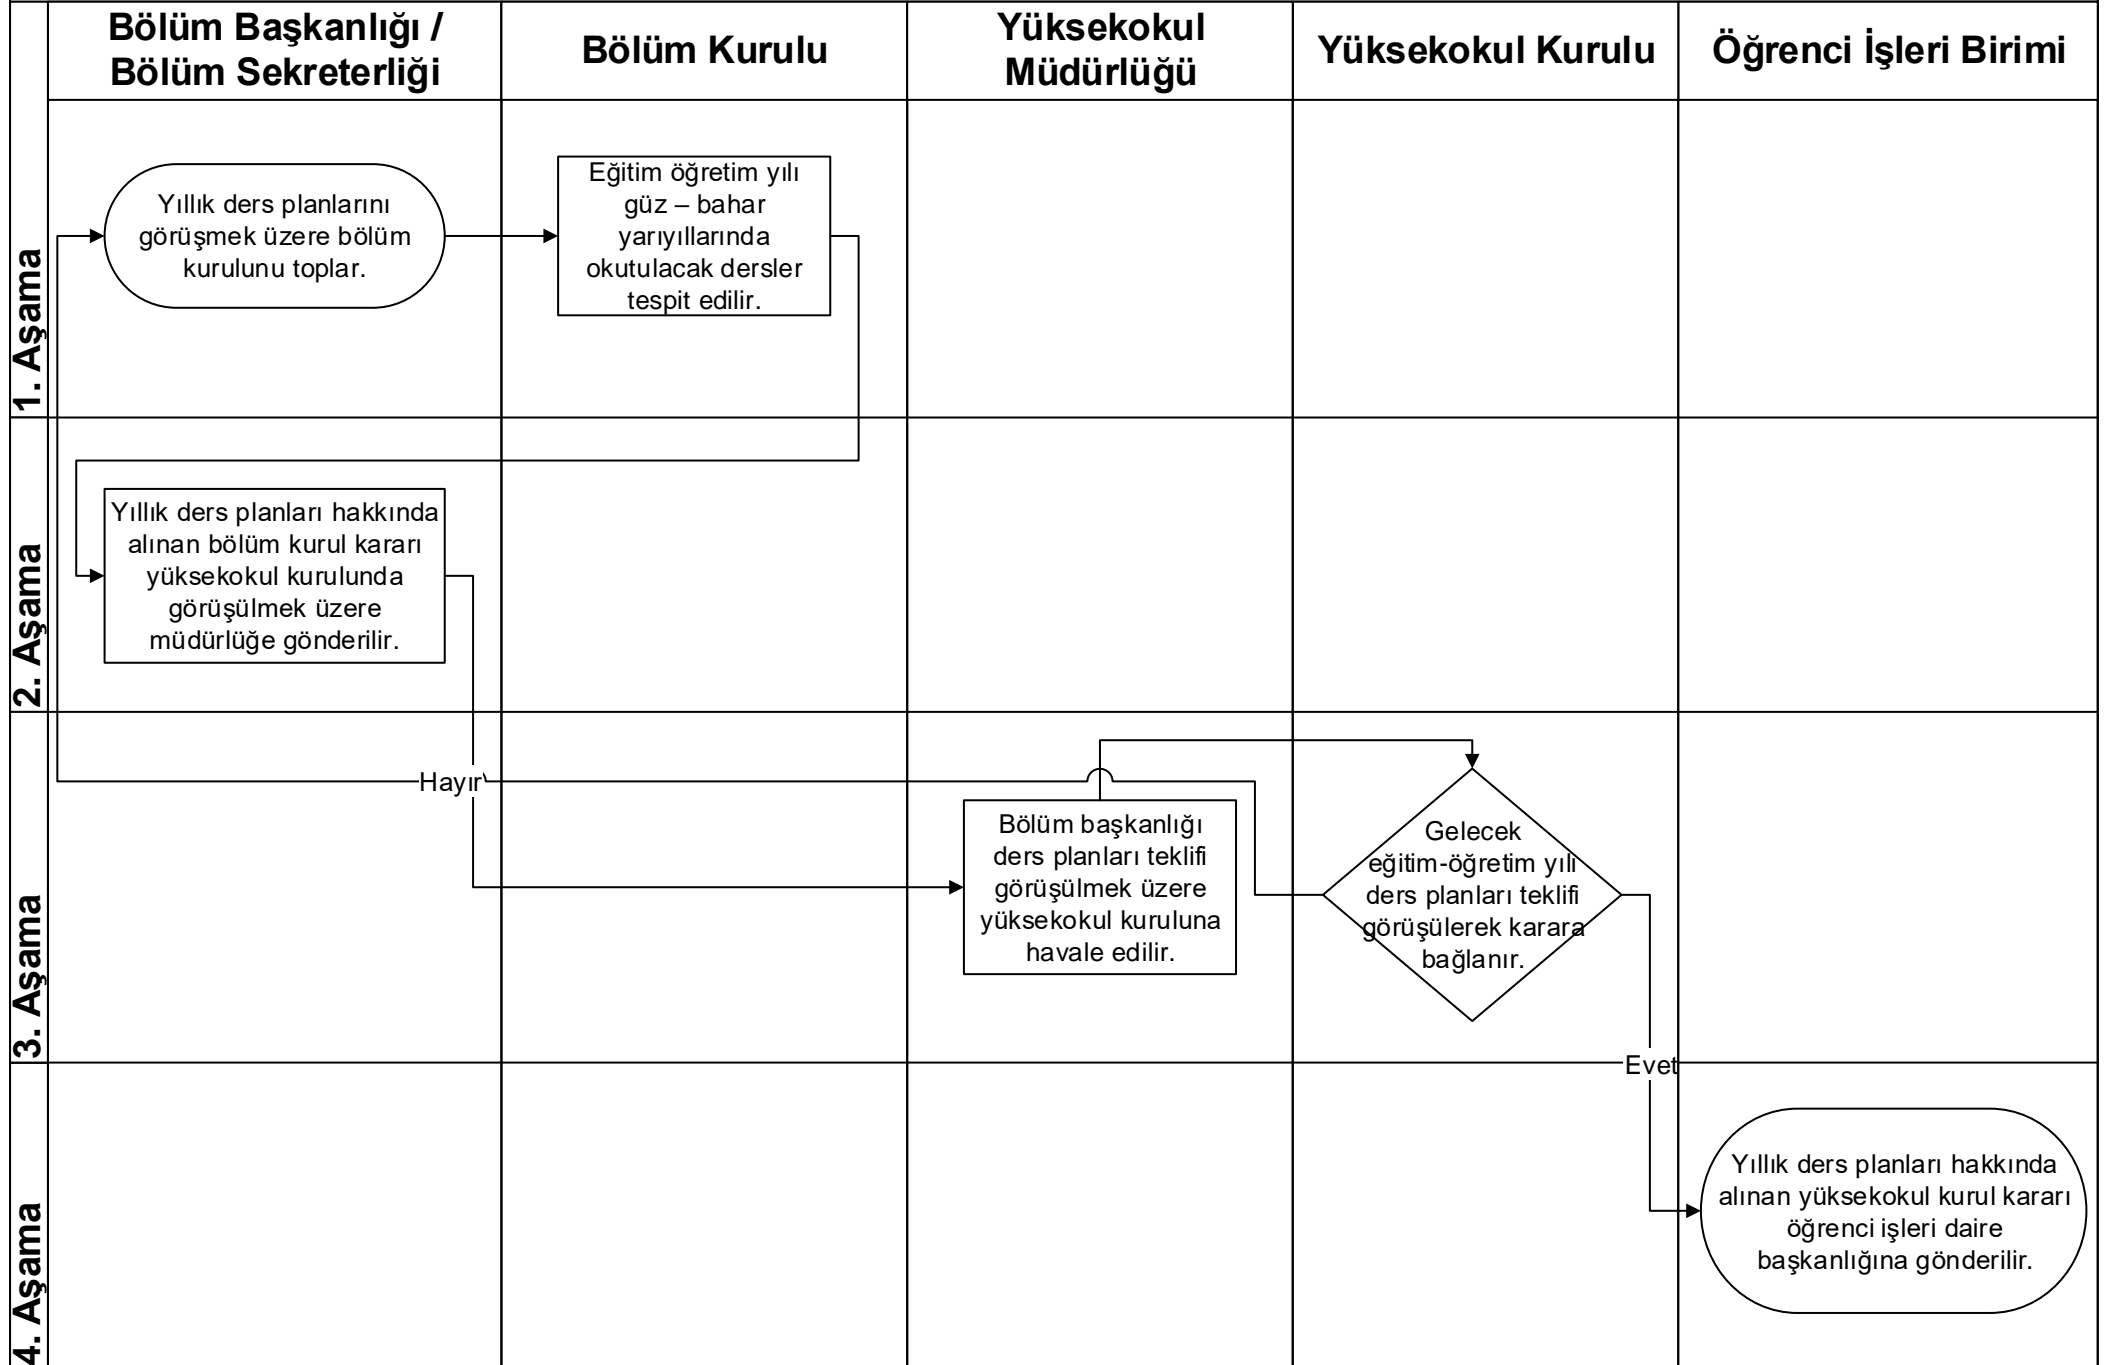 Bölüm Başkanlığı /
Bölüm Sekreterliği
Bölüm Kurulu
Yüksekokul
Müdürlüğü
Yüksekokul Kurulu
Öğrenci İşleri Birimi
1. Aşama
Yıllık ders planlarını
görüşmek üzere bölüm
kurulunu toplar.
Eğitim öğretim yılı
güz – bahar
yarıyıllarında
okutulacak dersler
tespit edilir.
2. Aşama
Yıllık ders planları hakkında
alınan bölüm kurul kararı
yüksekokul kurulunda
görüşülmek üzere
müdürlüğe gönderilir.
3. Aşama
Hayır
Bölüm başkanlığı
ders planları teklifi
görüşülmek üzere
yüksekokul kuruluna
havale edilir.
Gelecek
eğitim-öğretim yılı
ders planları teklifi
görüşülerek karara
bağlanır.
Evet
4. Aşama
Yıllık ders planları hakkında
alınan yüksekokul kurul kararı
öğrenci işleri daire
başkanlığına gönderilir.